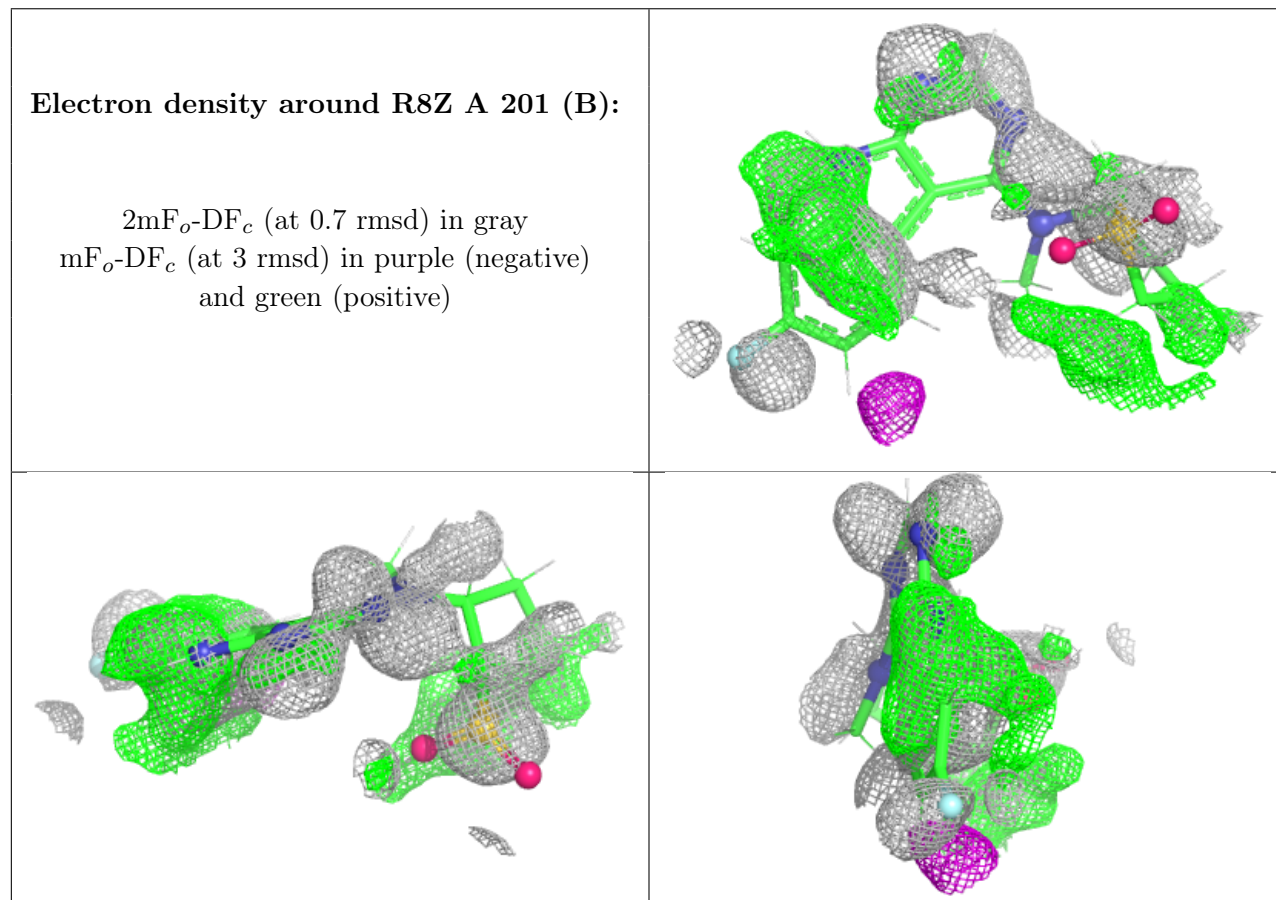 Electron density around R8Z A 201 (B):
2mFo-DFc (at 0.7 rmsd) in gray
mFo-DFc (at 3 rmsd) in purple (negative)
and green (positive)